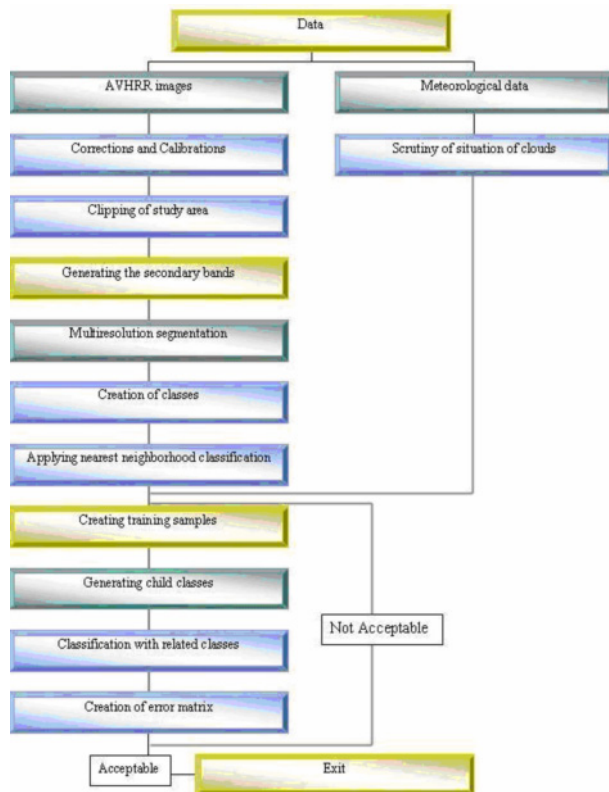 Data
AVHRR images
Meteorological data
Corrections and Calibrations
Scrutiny of situation of clouds
Clipping of study area
Generating the secondary bands
Multiresolution segmentation
Creation of classes
Applying nearest neighborhood classification
Creating training samples
Generating child classes
Not Acceptable
Classification with related classes
Creation of error matrix
Acceptable
Exit